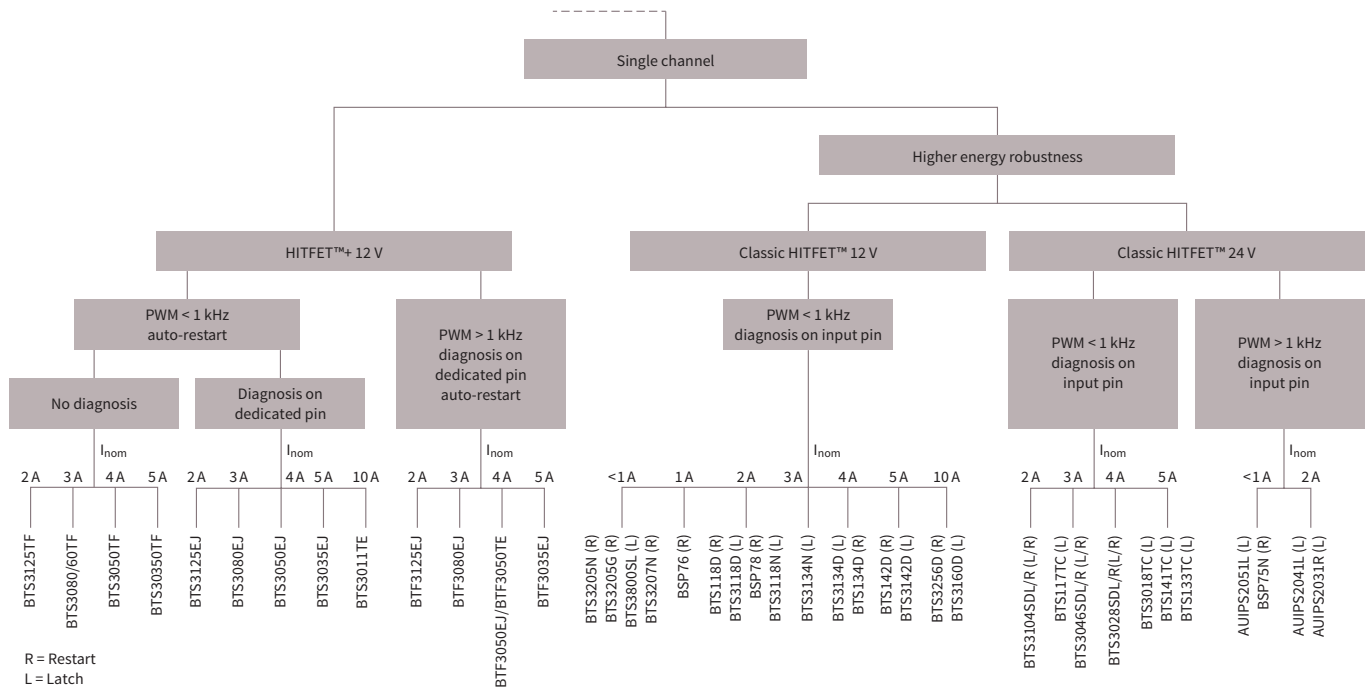 Single channel
Higher energy robustness
HITFET™+ 12 V
Classic HITFET™ 12 V
Classic HITFET™ 24 V
PWM < 1 kHz
auto-restart
PWM > 1 kHz
diagnosis on
dedicated pin
auto-restart
PWM < 1 kHz
diagnosis on input pin
PWM < 1 kHz
diagnosis on
input pin
PWM > 1 kHz
diagnosis on
input pin
No diagnosis
Diagnosis on
dedicated pin
Inom
2 A
3 A
4 A
5 A
BTS3125TF
BTS3080/60TF
BTS3050TF
BTS30350TF
Inom
2 A
3 A
4 A
5 A
10 A
BTS3125EJ
BTS3080EJ
BTS3050EJ
BTS3035EJ
BTS3011TE
Inom
2 A
3 A
4 A
5 A
BTF3125EJ
BTF3080EJ
BTF3050EJ/BTF3050TE
BTF3035EJ
Inom
<1 A
1 A
2 A
3 A
4 A
5 A
10 A
BTS3205N (R)
BTS3205G (R)
BTS3800SL (L)
BTS3207N (R)
BSP76 (R)
BTS118D (R)
BTS3118D (L)
BSP78 (R)
BTS3118N (L)
BTS3134N (L)
BTS3134D (L)
BTS134D (R)
BTS142D (R)
BTS3142D (L)
BTS3256D (R)
BTS3160D (L)
Inom
2 A
3 A
4 A
5 A
BTS3104SDL/R (L/R)
BTS117TC (L)
BTS3046SDL/R (L/R)
BTS3028SDL/R(L/R)
BTS3018TC (L)
BTS141TC (L)
BTS133TC (L)
Inom
<1 A
2 A
AUIPS2051L (L)
BSP75N (R)
AUIPS2041L (L)
AUIPS2031R (L)
R = Restart
L = Latch